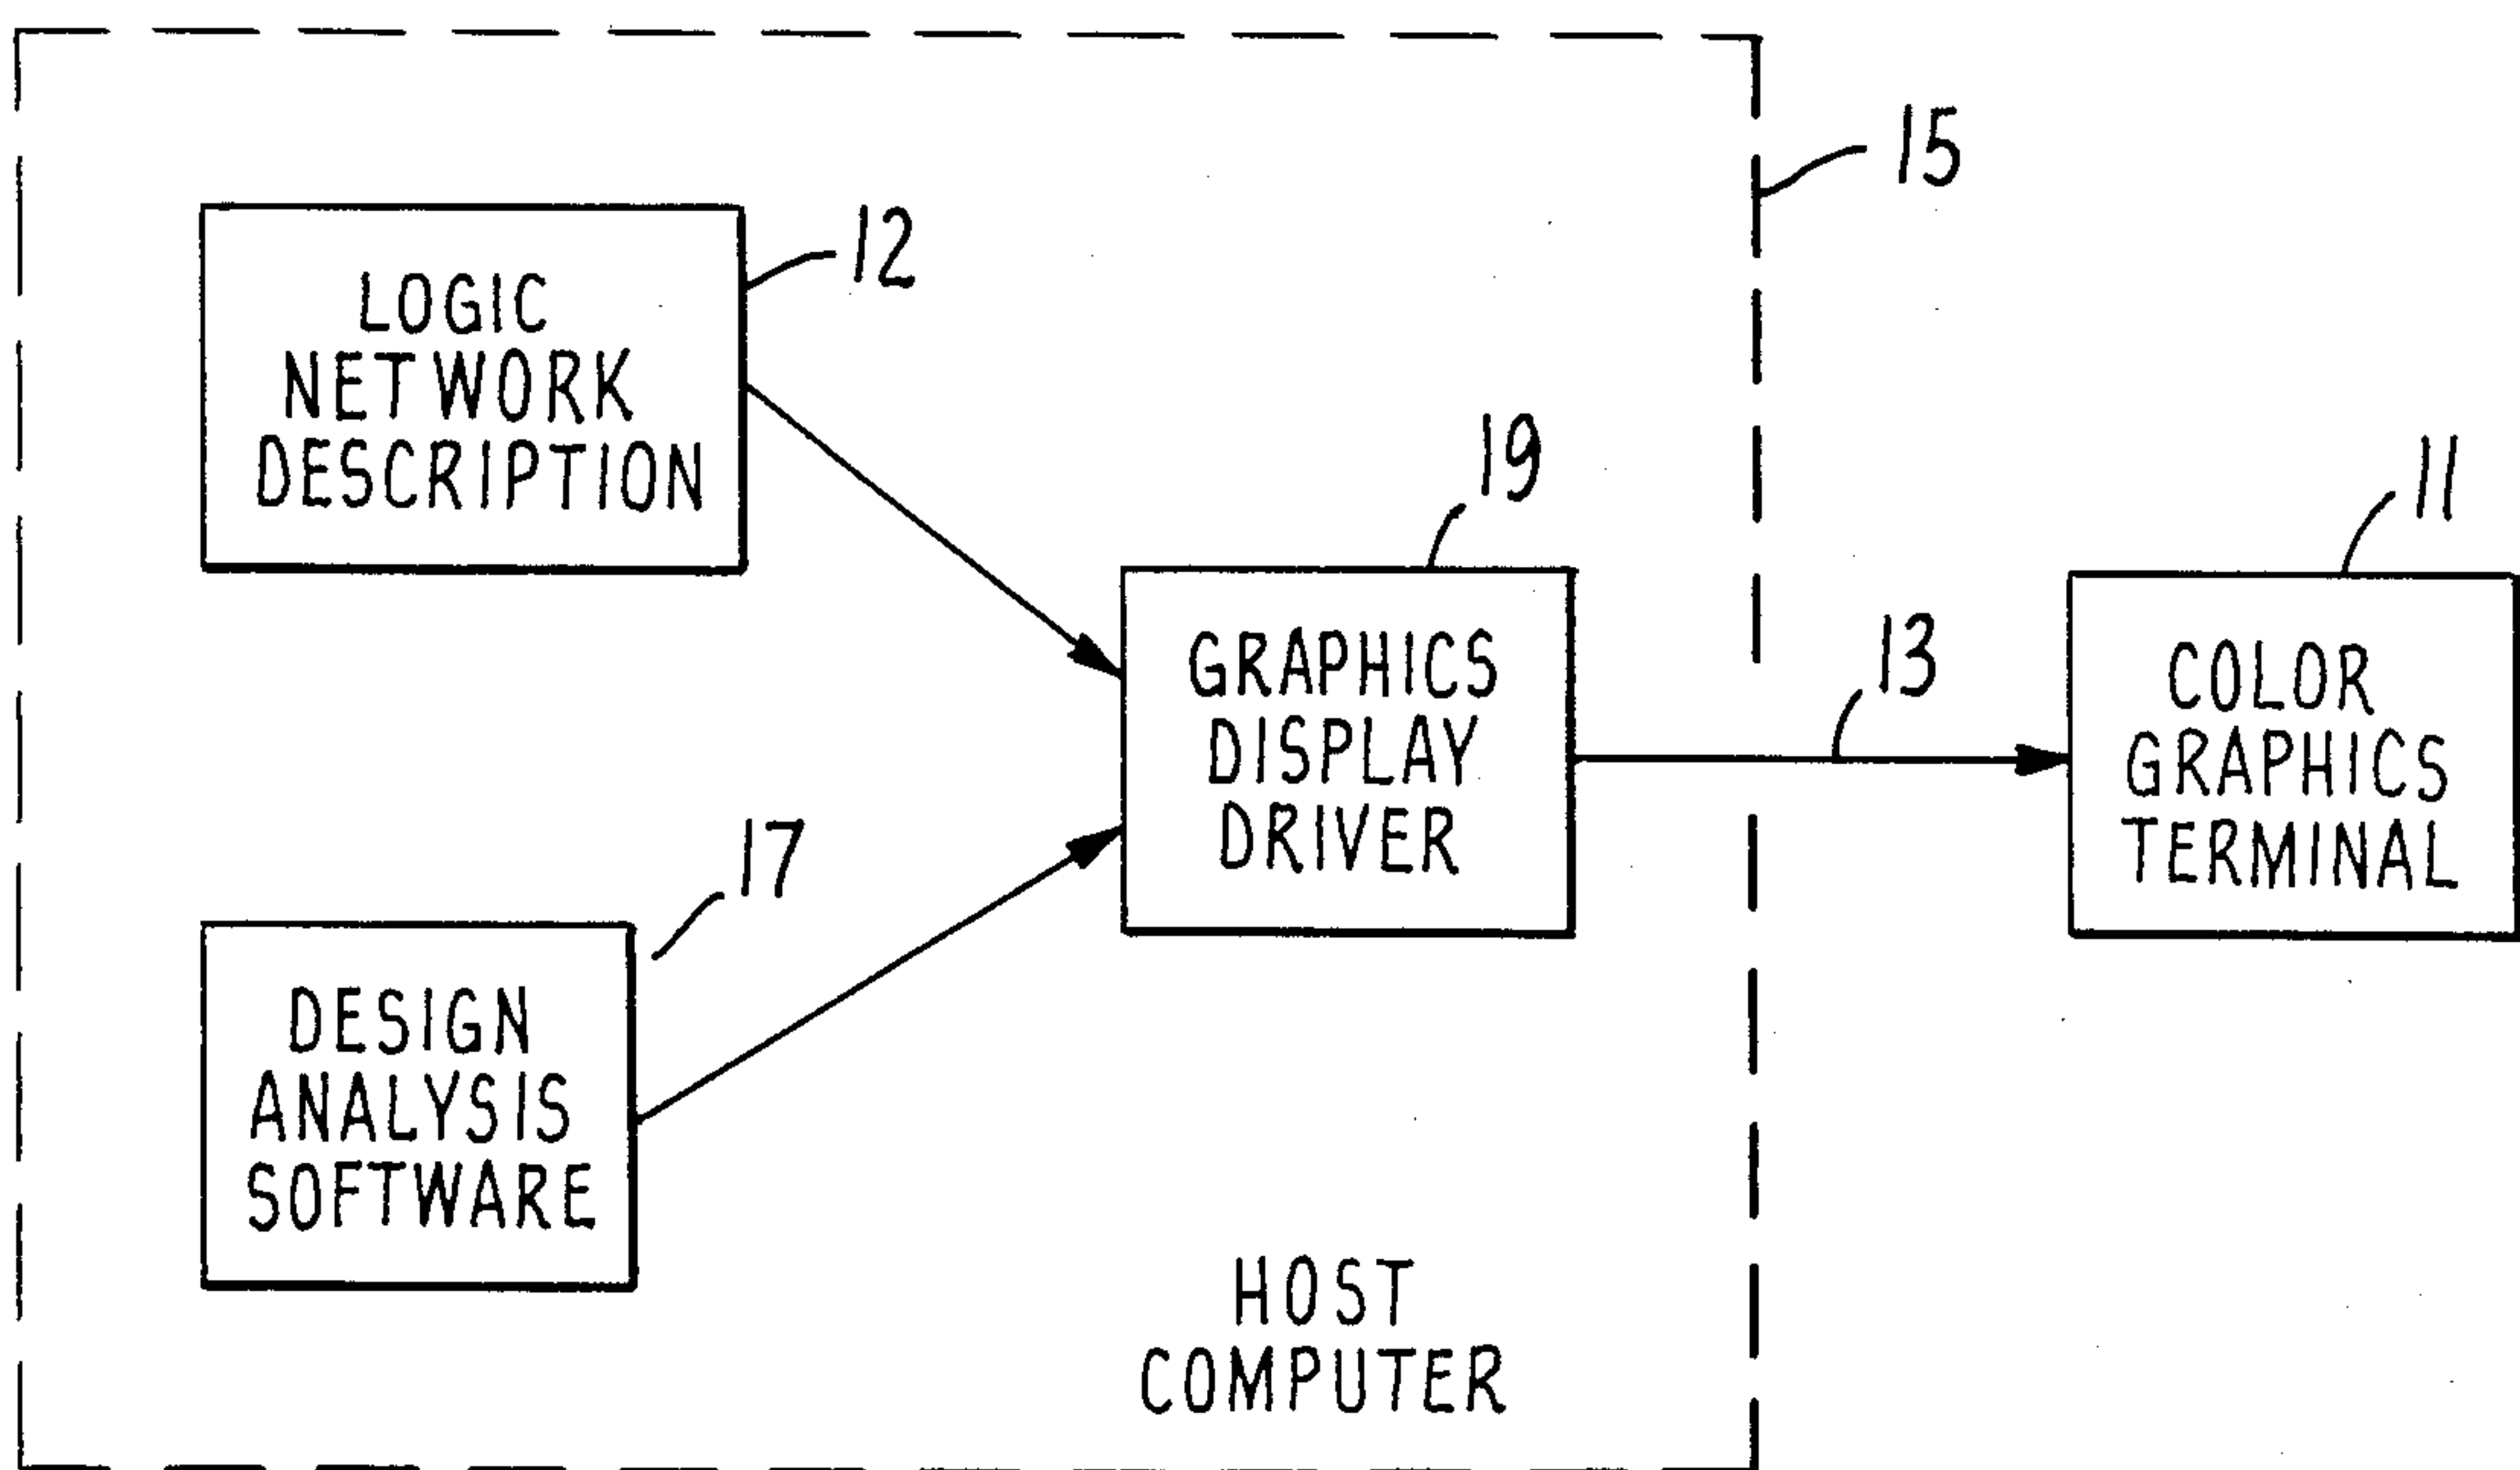 15
12
LOGIC
NETWORK
DESCRIPTION
19
11
GRAPHICS
DISPLAY
DRIVER
13
COLOR
GRAPHICS
TERMINAL
17
DESIGN
ANALYSIS
SOFTWARE
HOST
COMPUTER